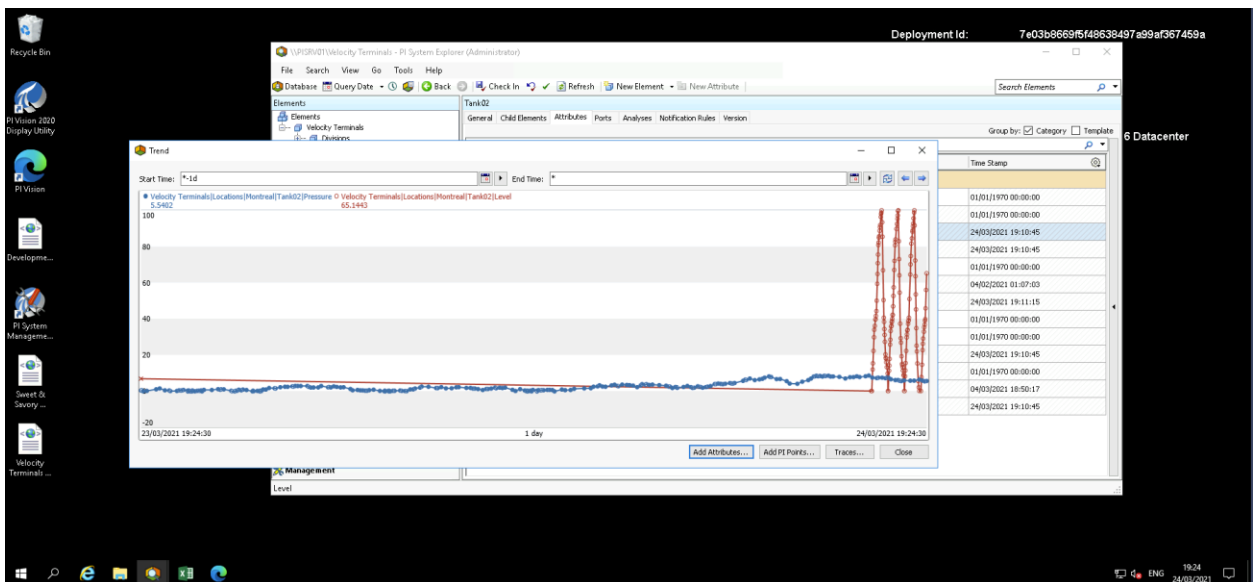 Deployment Id: 7e03b8669f5f48638497a99af367459a
Recycle Bin
PI Vision 2020
Display Utility
PI Vision
Developme...
PI System
Manageme...
Sweet &
Savory ...
Velocity
Terminals ...
\\PISRV01\Velocity Terminals - PI System Explorer (Administrator)
File Search View Go Tools Help
Database Query Date Back Check In Refresh New Element New Attribute Search Elements
Elements
Elements
Velocity Terminals
Divisions
Tank02
General Child Elements Attributes Ports Analyses Notification Rules Version
Group by: Category Template
6 Datacenter
Time Stamp
01/01/1970 00:00:00
01/01/1970 00:00:00
24/03/2021 19:10:45
24/03/2021 19:10:45
01/01/1970 00:00:00
04/02/2021 01:07:03
24/03/2021 19:11:15
01/01/1970 00:00:00
01/01/1970 00:00:00
24/03/2021 19:10:45
01/01/1970 00:00:00
04/03/2021 18:50:17
24/03/2021 19:10:45
Trend
Start Time: *-1d End Time: *
Velocity Terminals|Locations|Montreal|Tank02|Pressure Velocity Terminals|Locations|Montreal|Tank02|Level
5.5402 65.1443
100
80
60
40
20
-20
23/03/2021 19:24:30 1 day 24/03/2021 19:24:30
Add Attributes... Add PI Points... Traces... Close
Management
Level
ENG 19:24
24/03/2021